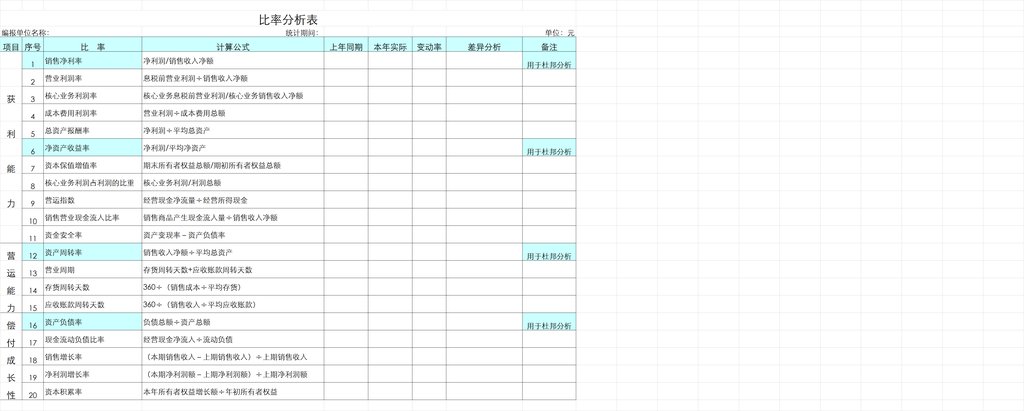 比率分析表
编报单位名称: 统计期间: 单位: 元
项目 序号 比 率 计算公式 上年同期 本年实际 变动率 差异分析 备注
1 销售净利率 净利润/销售收入净额 用于杜邦分析
2 营业利润率 息税前营业利润÷销售收入净额
获 3 核心业务利润率 核心业务息税前营业利润/核心业务销售收入净额
4 成本费用利润率 营业利润÷成本费用总额
利 5 总资产报酬率 净利润÷平均总资产
6 净资产收益率 净利润/平均净资产 用于杜邦分析
能 7 资本保值增值率 期末所有者权益总额/期初所有者权益总额
8 核心业务利润占利润的比重 核心业务利润/利润总额
力 9 营运指数 经营现金净流量÷经营所得现金
10 销售营业现金流入比率 销售商品产生现金流入量÷销售收入净额
11 资金安全率 资产变现率－资产负债率
营 12 资产周转率 销售收入净额÷平均总资产 用于杜邦分析
运 13 营业周期 存货周转天数+应收账款周转天数
能 14 存货周转天数 360÷（销售成本÷平均存货）
力 15 应收账款周转天数 360÷（销售收入÷平均应收账款）
偿 16 资产负债率 负债总额÷资产总额 用于杜邦分析
付 17 现金流动负债比率 经营现金净流入÷流动负债
成 18 销售增长率 （本期销售收入－上期销售收入）÷上期销售收入
长 19 净利润增长率 （本期净利润额－上期净利润额）÷上期净利润额
性 20 资本积累率 本年所有者权益增长额÷年初所有者权益